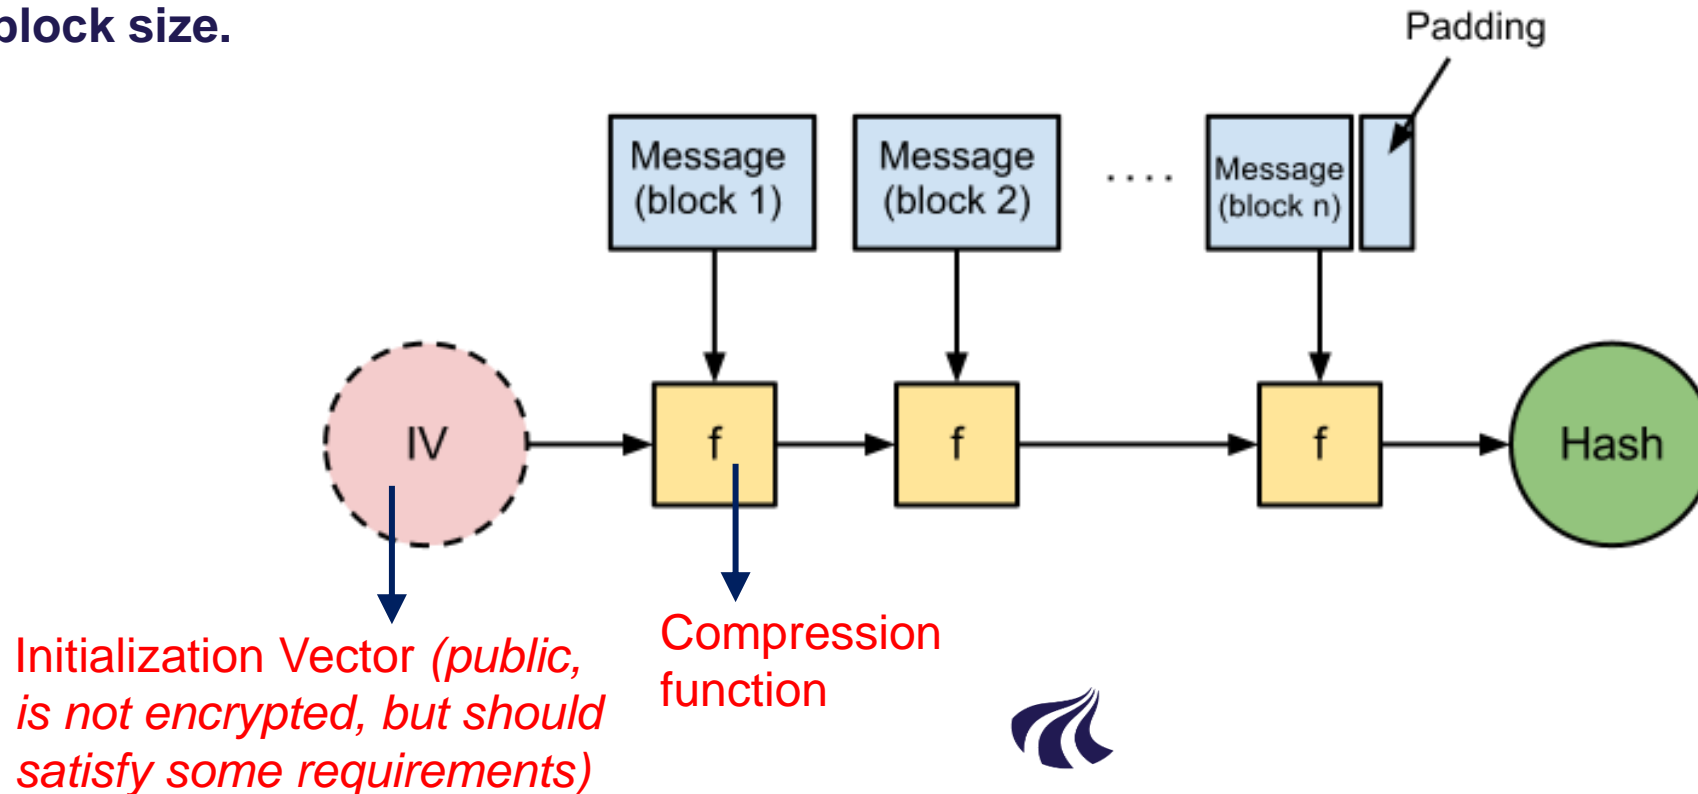 block size.
Padding
Message
(block 1)
Message
(block 2)
....
Message
(block n)
IV
f
f
f
Hash
Initialization Vector (public,
is not encrypted, but should
satisfy some requirements)
Compression
function